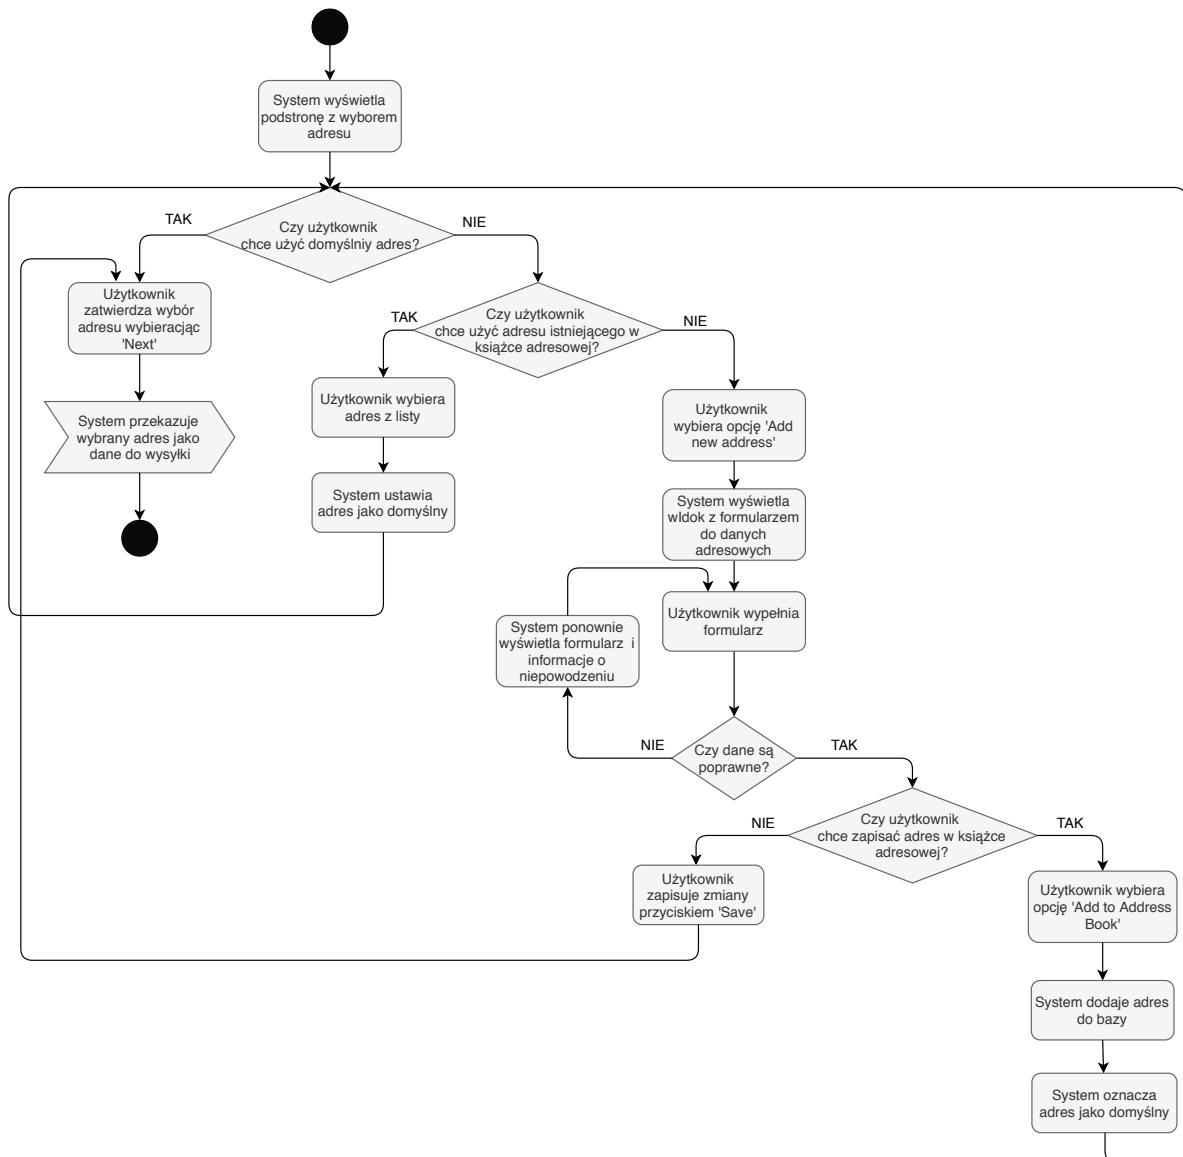 System wyświetla
podstronę z wyborem
adresu
Czy użytkownik
chce użyć domyślniy adres?
TAK
NIE
Użytkownik
zatwierdza wybór
adresu wybieracjąc
'Next'
System przekazuje
wybrany adres jako
dane do wysyłki
Czy użytkownik
chce użyć adresu istniejącego w
książce adresowej?
TAK
NIE
Użytkownik wybiera
adres z listy
System ustawia
adres jako domyślny
Użytkownik
wybiera opcję 'Add
new address'
System wyświetla
wIdok z formularzem
do danych
adresowych
Użytkownik wypełnia
formularz
System ponownie
wyświetla formularz i
informacje o
niepowodzeniu
Czy dane są
poprawne?
NIE
TAK
Czy użytkownik
chce zapisać adres w książce
adresowej?
NIE
TAK
Użytkownik
zapisuje zmiany
przyciskiem 'Save'
Użytkownik wybiera
opcję 'Add to Address
Book'
System dodaje adres
do bazy
System oznacza
adres jako domyślny